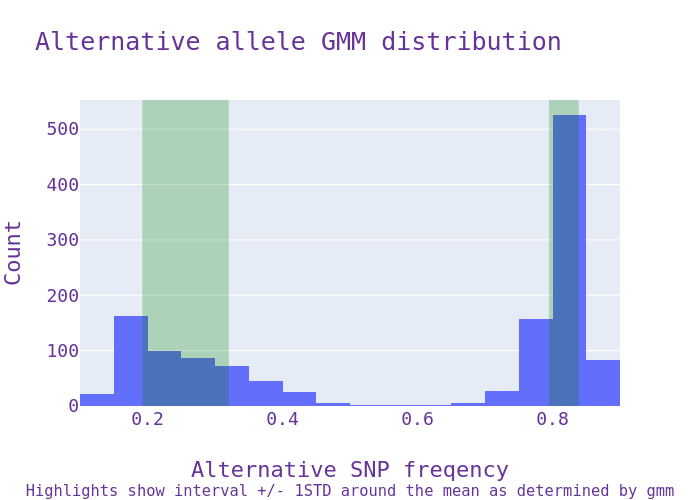 Alternative allele GMM distribution
Count
500
400
300
200
100
0
0.2 0.4 0.6 0.8
Alternative SNP freqency
Highlights show interval +/- 1STD around the mean as determined by gmm